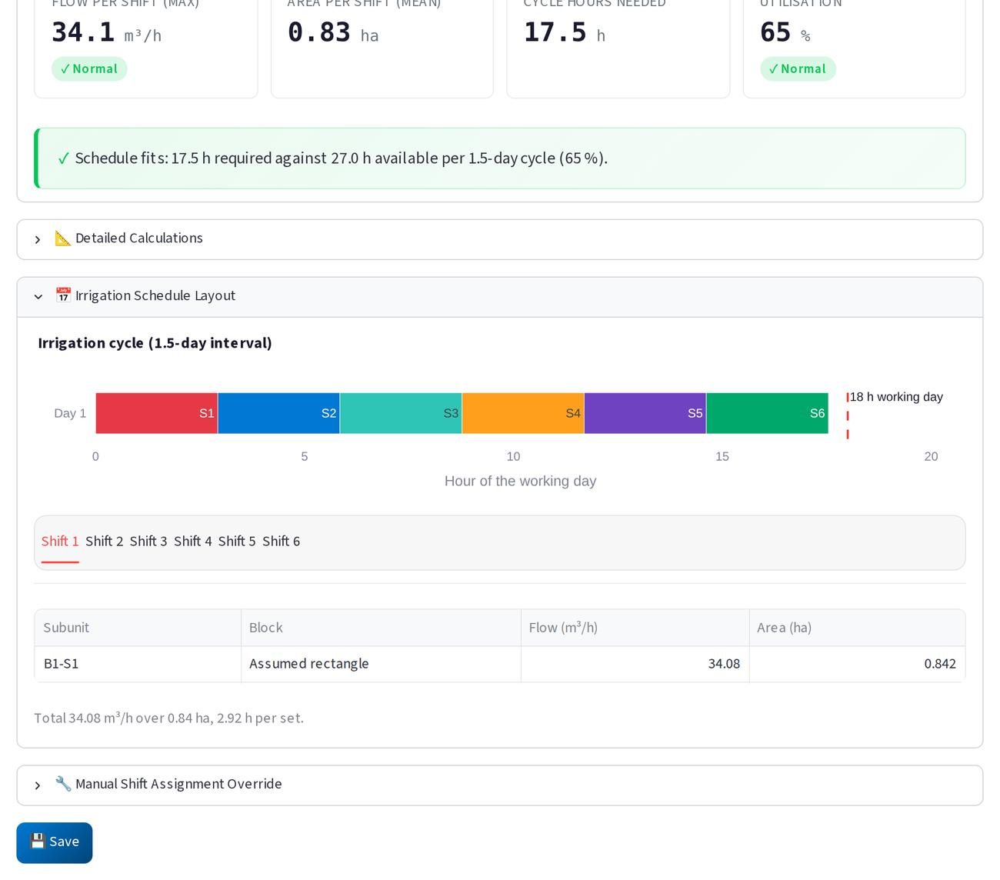 FLOW PER SHIFT (MAX) AREA PER SHIFT (MEAN) CYCLE HOURS NEEDED UTILISATION
34.1 m³/h 0.83 ha 17.5 h 65 %
✓ Normal ✓ Normal
✓ Schedule fits: 17.5 h required against 27.0 h available per 1.5-day cycle (65 %).
Detailed Calculations
Irrigation Schedule Layout
Irrigation cycle (1.5-day interval)
18 h working day
Day 1 S1 S2 S3 S4 S5 S6
0 5 10 15 20
Hour of the working day
Shift 1 Shift 2 Shift 3 Shift 4 Shift 5 Shift 6
Subunit Block Flow (m³/h) Area (ha)
B1-S1 Assumed rectangle 34.08 0.842
Total 34.08 m³/h over 0.84 ha, 2.92 h per set.
Manual Shift Assignment Override
Save